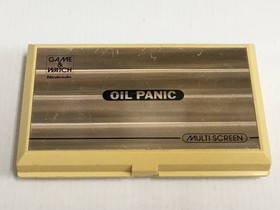 GAME
&
WATCH
Nintendo
OIL PANIC
MULTI SCREEN